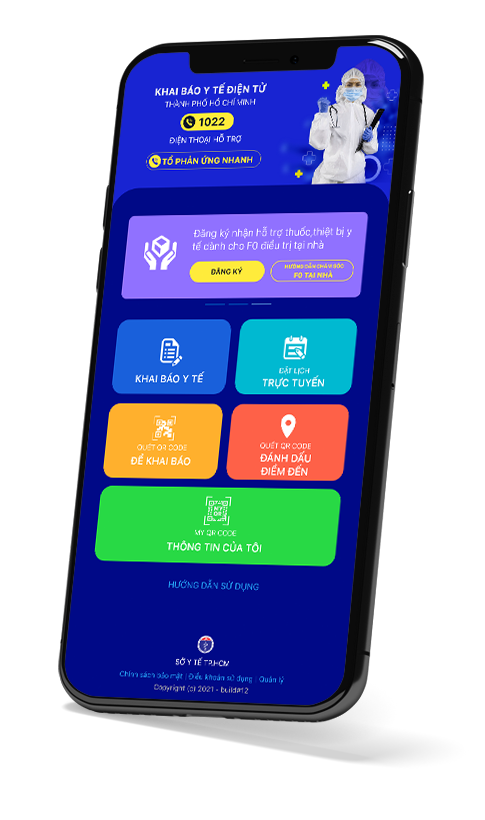 KHAI BÁO Y TẾ ĐIỆN TỬ
THÀNH PHỐ HỒ CHÍ MINH
1022
ĐIỆN THOẠI HỖ TRỢ
TỔ PHẢN ỨNG NHANH
Đăng ký nhận hỗ trợ thuốc,thiết bị y
tế dành cho F0 điều trị tại nhà
ĐĂNG KÝ
HƯỚNG DẪN CHĂM SÓC
F0 TẠI NHÀ
KHAI BÁO Y TẾ
ĐẶT LỊCH
TRỰC TUYẾN
QUÉT QR CODE
ĐỂ KHAI BÁO
QUÉT QR CODE
ĐÁNH DẤU
ĐIỂM ĐẾN
MY
QR
MY QR CODE
THÔNG TIN CỦA TÔI
HƯỚNG DẪN SỬ DỤNG
SỞ Y TẾ TP.HCM
Chính sách bảo mật | Điều khoản sử dụng | Quản lý
Copyright (c) 2021 - build#12